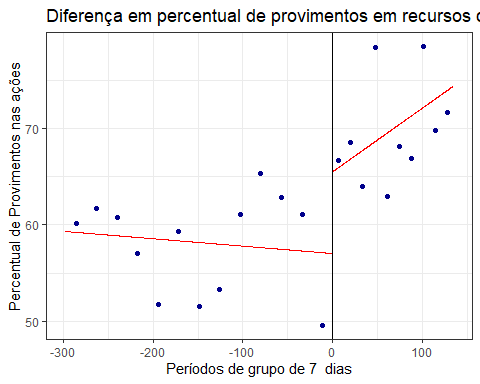 Diferença em percentual de provimentos em recursos
Percentual de Provimentos nas ações
70
60
50
-300
-200
-100
0
100
Períodos de grupo de 7 dias